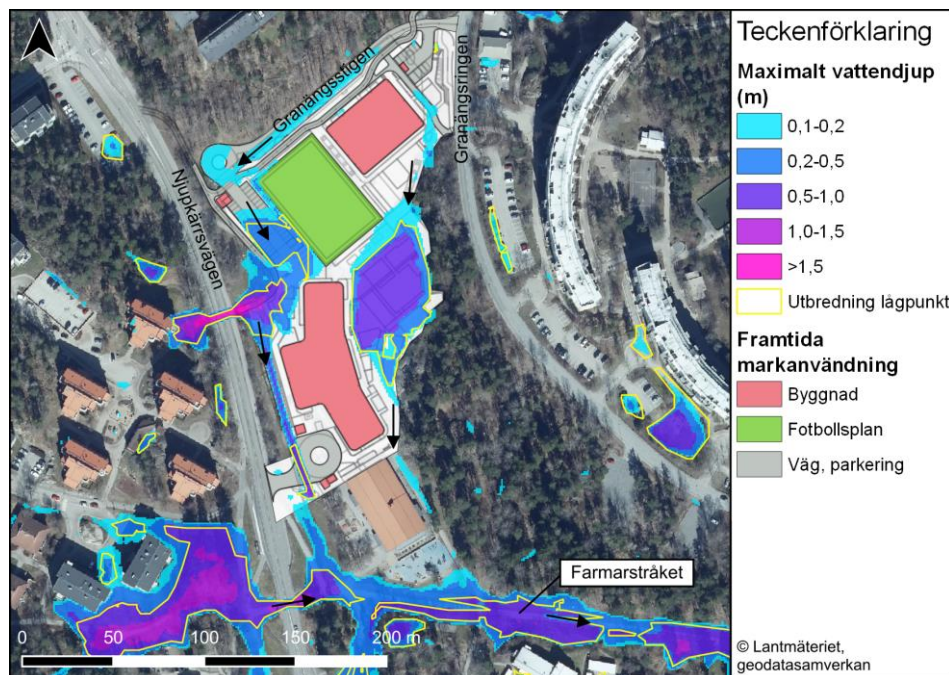 Granängsstigen
Granängsringen
Njupkärrsvägen
Farmarstråket
0 50 100 150 200 m
Teckenförklaring
Maximalt vattendjup
(m)
0,1-0,2
0,2-0,5
0,5-1,0
1,0-1,5
>1,5
Utbredning lågpunkt
Framtida
markanvändning
Byggnad
Fotbollsplan
Väg, parkering
© Lantmäteriet,
geodatasamverkan